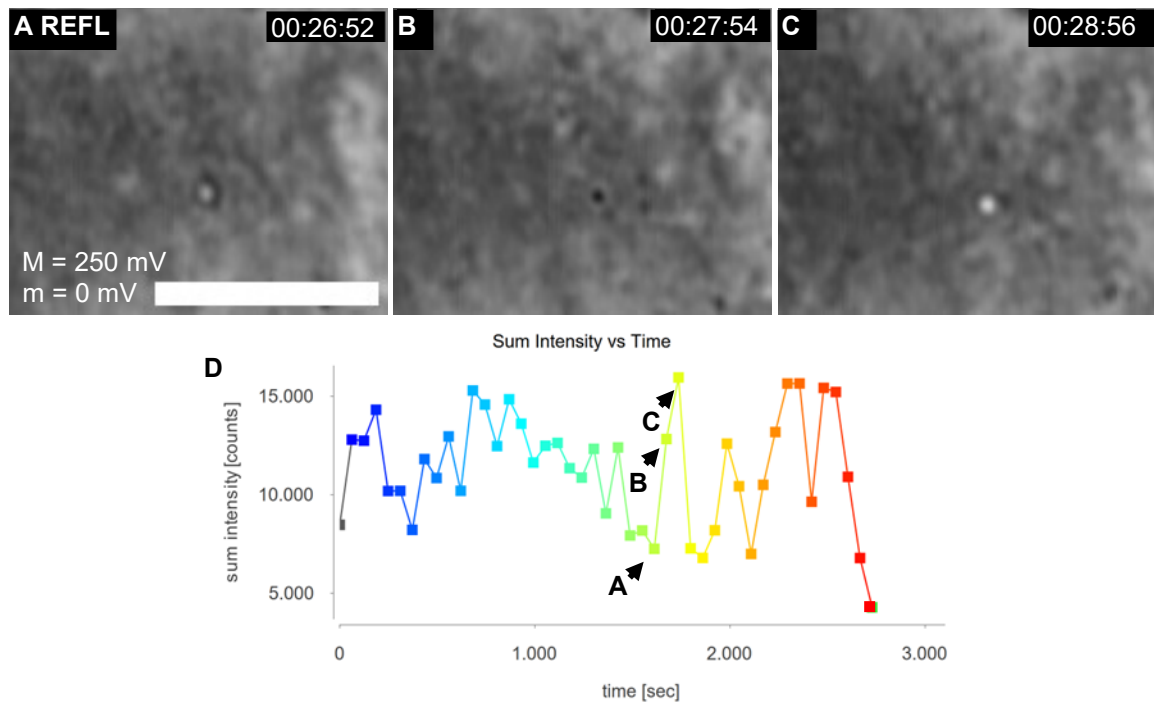 A REFL
00:26:52
B
00:27:54
C
00:28:56
M = 250 mV
m = 0 mV
D
Sum Intensity vs Time
sum intensity [counts]
15.000
10.000
5.000
C
B
A
0
1.000
2.000
3.000
time [sec]